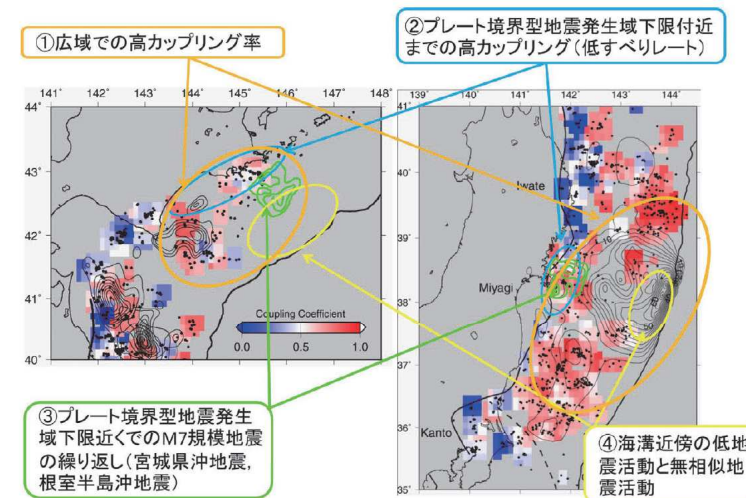 ①広域での高カップリング率
②プレート境界型地震発生域下限付近
までの高カップリング(低すべりレート)
141° 142° 143° 144° 145° 146° 147° 148°
44°
43°
42°
41°
40°
Coupling Coefficient
0.0 0.5 1.0
139° 140° 141° 142° 143° 144°
41°
40°
39°
38°
37°
36°
35°
Iwate
Miyagi
Kanto
10
50
③プレート境界型地震発生
域下限近くでのM7規模地震
の繰り返し(宮城県沖地震,
根室半島沖地震)
④海溝近傍の低地
震活動と無相似地
震活動